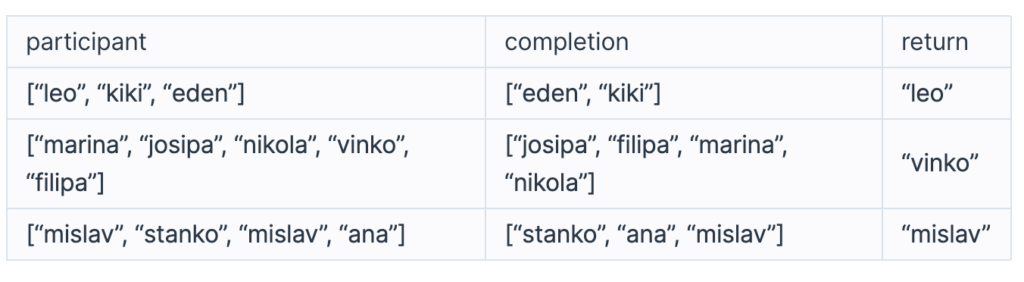 participant completion return
[“leo”, “kiki”, “eden”] [“eden”, “kiki”] “leo”
[“marina”, “josipa”, “nikola”, “vinko”, “filipa”] [“josipa”, “filipa”, “marina”, “nikola”] “vinko”
[“mislav”, “stanko”, “mislav”, “ana”] [“stanko”, “ana”, “mislav”] “mislav”